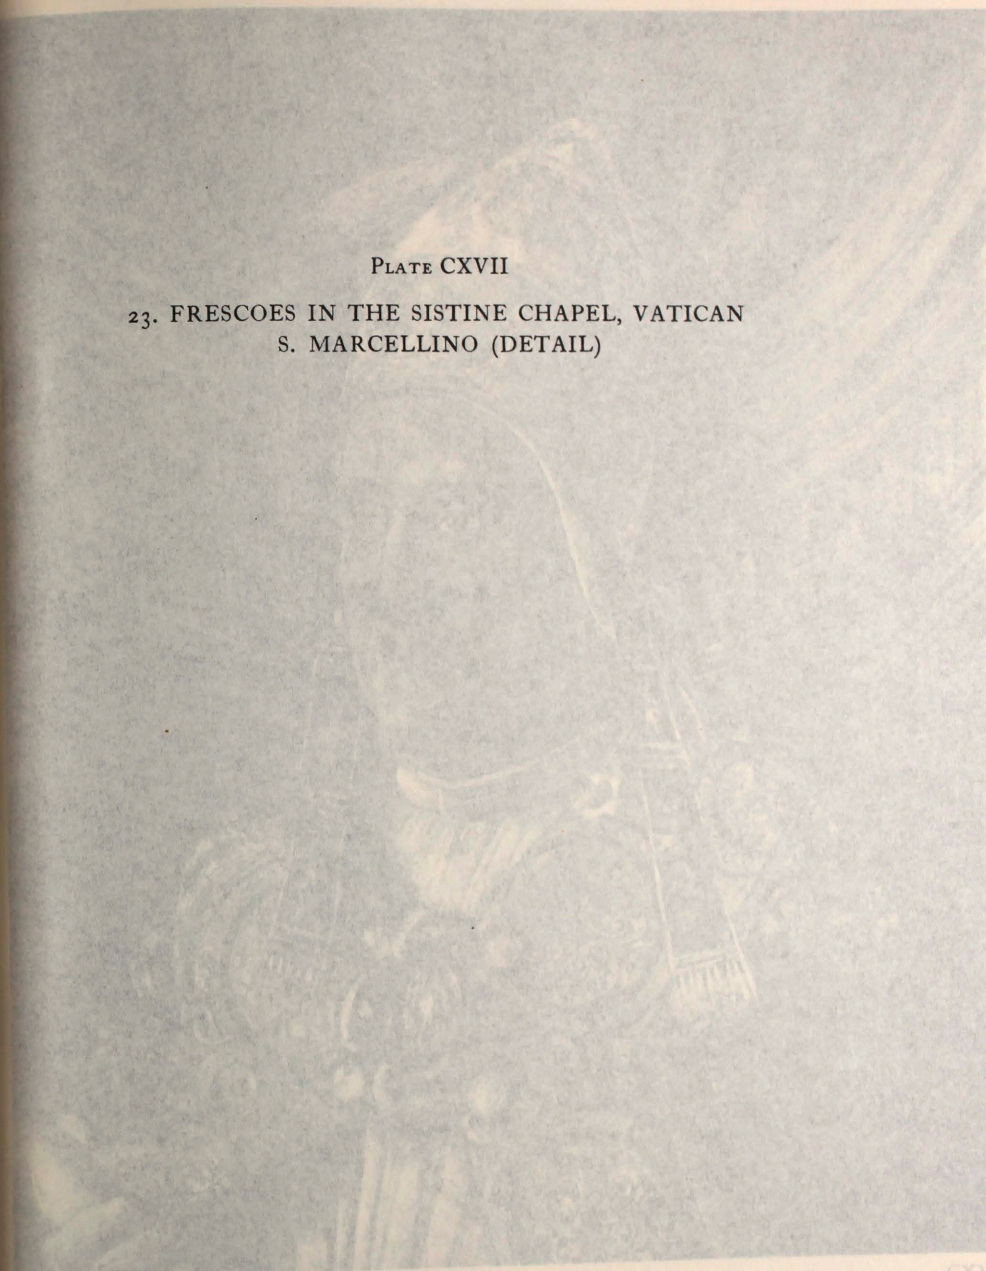 Plate CXVII
23. FRESCOES IN THE SISTINE CHAPEL, VATICAN
S. MARCELLINO (DETAIL)